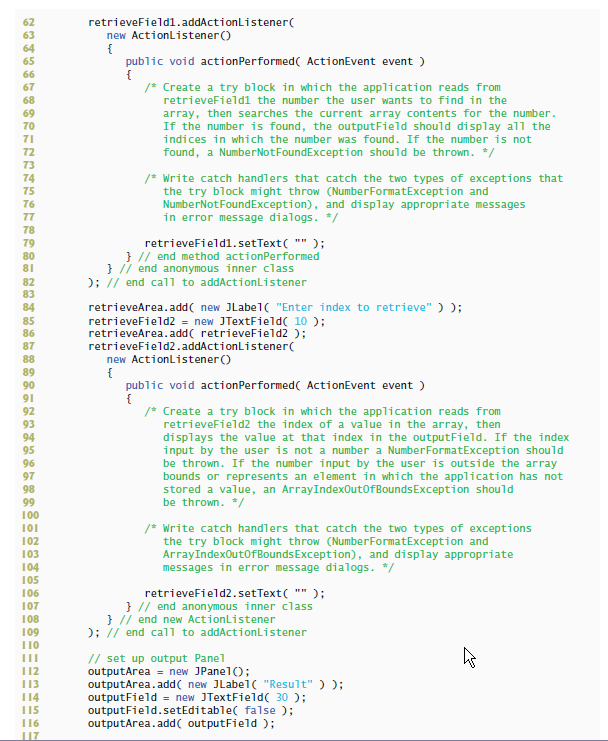 62 retrieveField1.addActionListener(
63 new ActionListener()
64 {
65 public void actionPerformed( ActionEvent event )
66 {
67 /* Create a try block in which the application reads from
68 retrieveField1 the number the user wants to find in the
69 array, then searches the current array contents for the number.
70 If the number is found, the outputField should display all the
71 indices in which the number was found. If the number is not
72 found, a NumberNotFoundException should be thrown. */
73
74 /* Write catch handlers that catch the two types of exceptions that
75 the try block might throw (NumberFormatException and
76 NumberNotFoundException), and display appropriate messages
77 in error message dialogs. */
78
79 retrieveField1.setText( "" );
80 } // end method actionPerformed
81 } // end anonymous inner class
82 ); // end call to addActionListener
83
84 retrieveArea.add( new JLabel( "Enter index to retrieve" ) );
85 retrieveField2 = new JTextField( 10 );
86 retrieveArea.add( retrieveField2 );
87 retrieveField2.addActionListener(
88 new ActionListener()
89 {
90 public void actionPerformed( ActionEvent event )
91 {
92 /* Create a try block in which the application reads from
93 retrieveField2 the index of a value in the array, then
94 displays the value at that index in the outputField. If the index
95 input by the user is not a number a NumberFormatException should
96 be thrown. If the number input by the user is outside the array
97 bounds or represents an element in which the application has not
98 stored a value, an ArrayIndexOutOfBoundsException should
99 be thrown. */
100
101 /* Write catch handlers that catch the two types of exceptions
102 the try block might throw (NumberFormatException and
103 ArrayIndexOutOfBoundsException), and display appropriate
104 messages in error message dialogs. */
105
106 retrieveField2.setText( "" );
107 } // end anonymous inner class
108 } // end new ActionListener
109 ); // end call to addActionListener
110
111 // set up output Panel
112 outputArea = new JPanel();
113 outputArea.add( new JLabel( "Result" ) );
114 outputField = new JTextField( 30 );
115 outputField.setEditable( false );
116 outputArea.add( outputField );
117